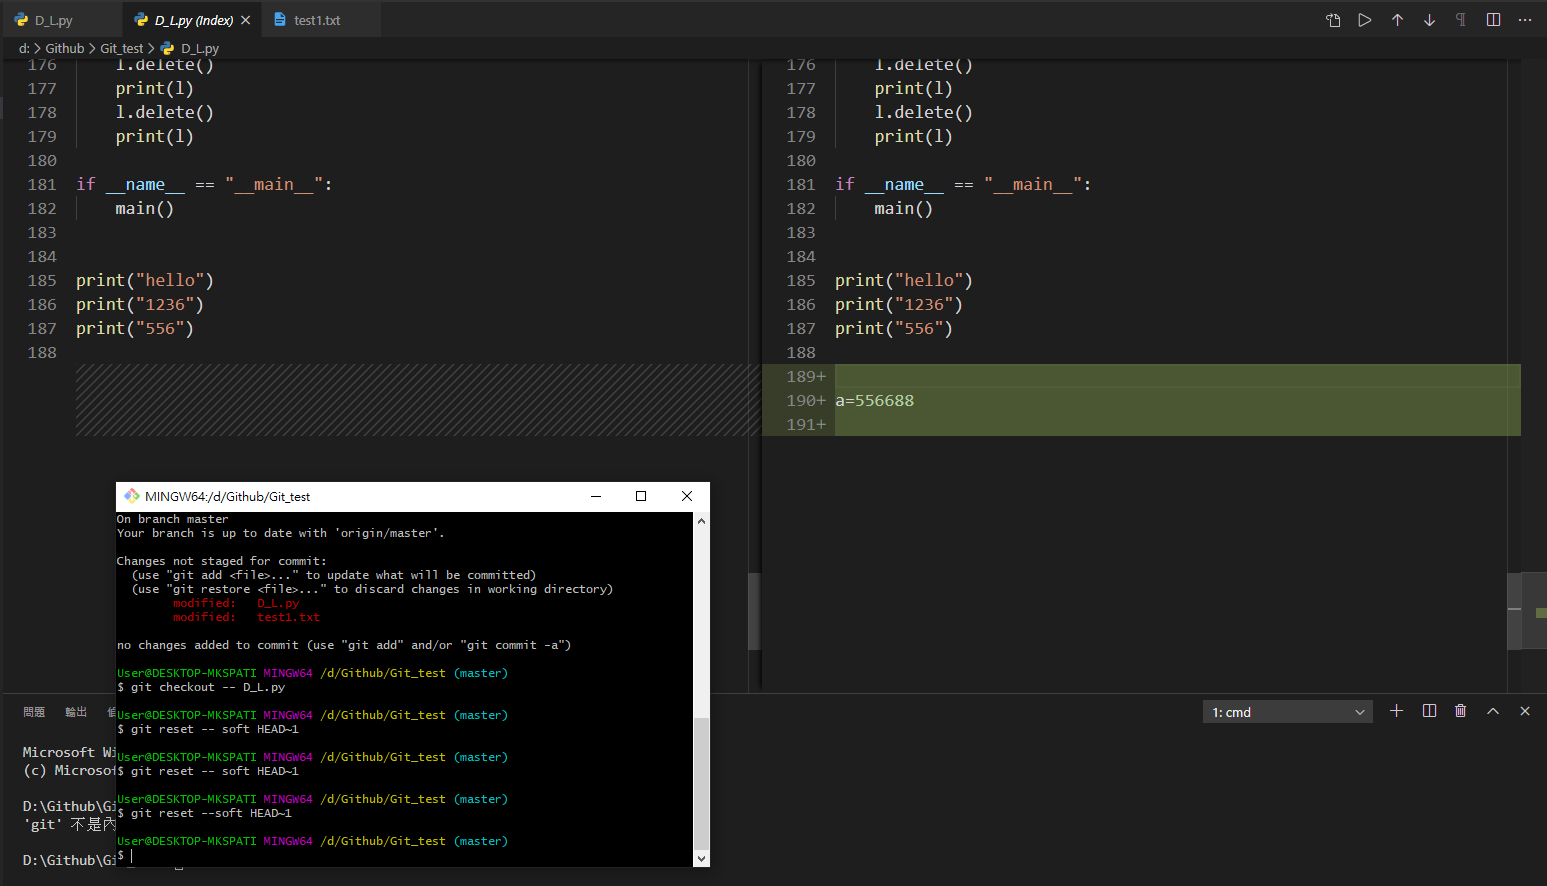 D_L.py
D_L.py (Index)
test1.txt
d: > Github > Git_test > D_L.py
176 l.delete()
177 print(l)
178 l.delete()
179 print(l)
180
181 if __name__ == "__main__":
182 main()
183
184
185 print("hello")
186 print("1236")
187 print("556")
188
176 l.delete()
177 print(l)
178 l.delete()
179 print(l)
180
181 if __name__ == "__main__":
182 main()
183
184
185 print("hello")
186 print("1236")
187 print("556")
188
189+
190+ a=556688
191+
MINGW64:/d/Github/Git_test
On branch master
Your branch is up to date with 'origin/master'.
Changes not staged for commit:
(use "git add <file>..." to update what will be committed)
(use "git restore <file>..." to discard changes in working directory)
modified: D_L.py
modified: test1.txt
no changes added to commit (use "git add" and/or "git commit -a")
User@DESKTOP-MKSPATI MINGW64 /d/Github/Git_test (master)
$ git checkout -- D_L.py
User@DESKTOP-MKSPATI MINGW64 /d/Github/Git_test (master)
$ git reset -- soft HEAD~1
User@DESKTOP-MKSPATI MINGW64 /d/Github/Git_test (master)
$ git reset -- soft HEAD~1
User@DESKTOP-MKSPATI MINGW64 /d/Github/Git_test (master)
$ git reset --soft HEAD~1
User@DESKTOP-MKSPATI MINGW64 /d/Github/Git_test (master)
$
問題 輸出
1: cmd
Microsoft Wi
(c) Microsof
D:\Github\Gi
'git' 不是內
D:\Github\Gi